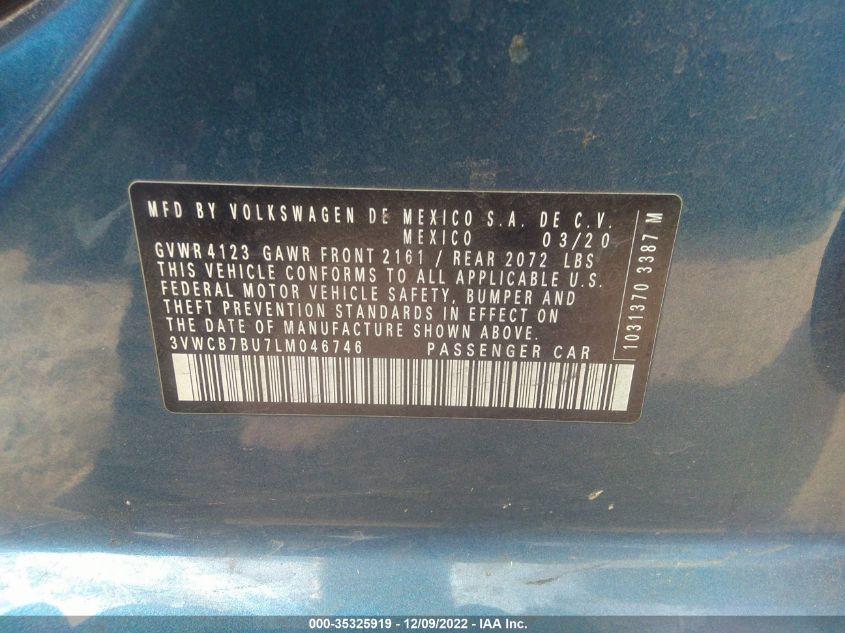 MFD BY VOLKSWAGEN DE MEXICO S.A. DE C.V.
MEXICO 03/20
GVWR 4123 GAWR FRONT 2161 / REAR 2072 LBS
THIS VEHICLE CONFORMS TO ALL APPLICABLE U.S.
FEDERAL MOTOR VEHICLE SAFETY, BUMPER AND
THEFT PREVENTION STANDARDS IN EFFECT ON
THE DATE OF MANUFACTURE SHOWN ABOVE.
3VWCB7BU7LM046746 PASSENGER CAR
1031370 3387 M
000-35325919 - 12/09/2022 - IAA Inc.